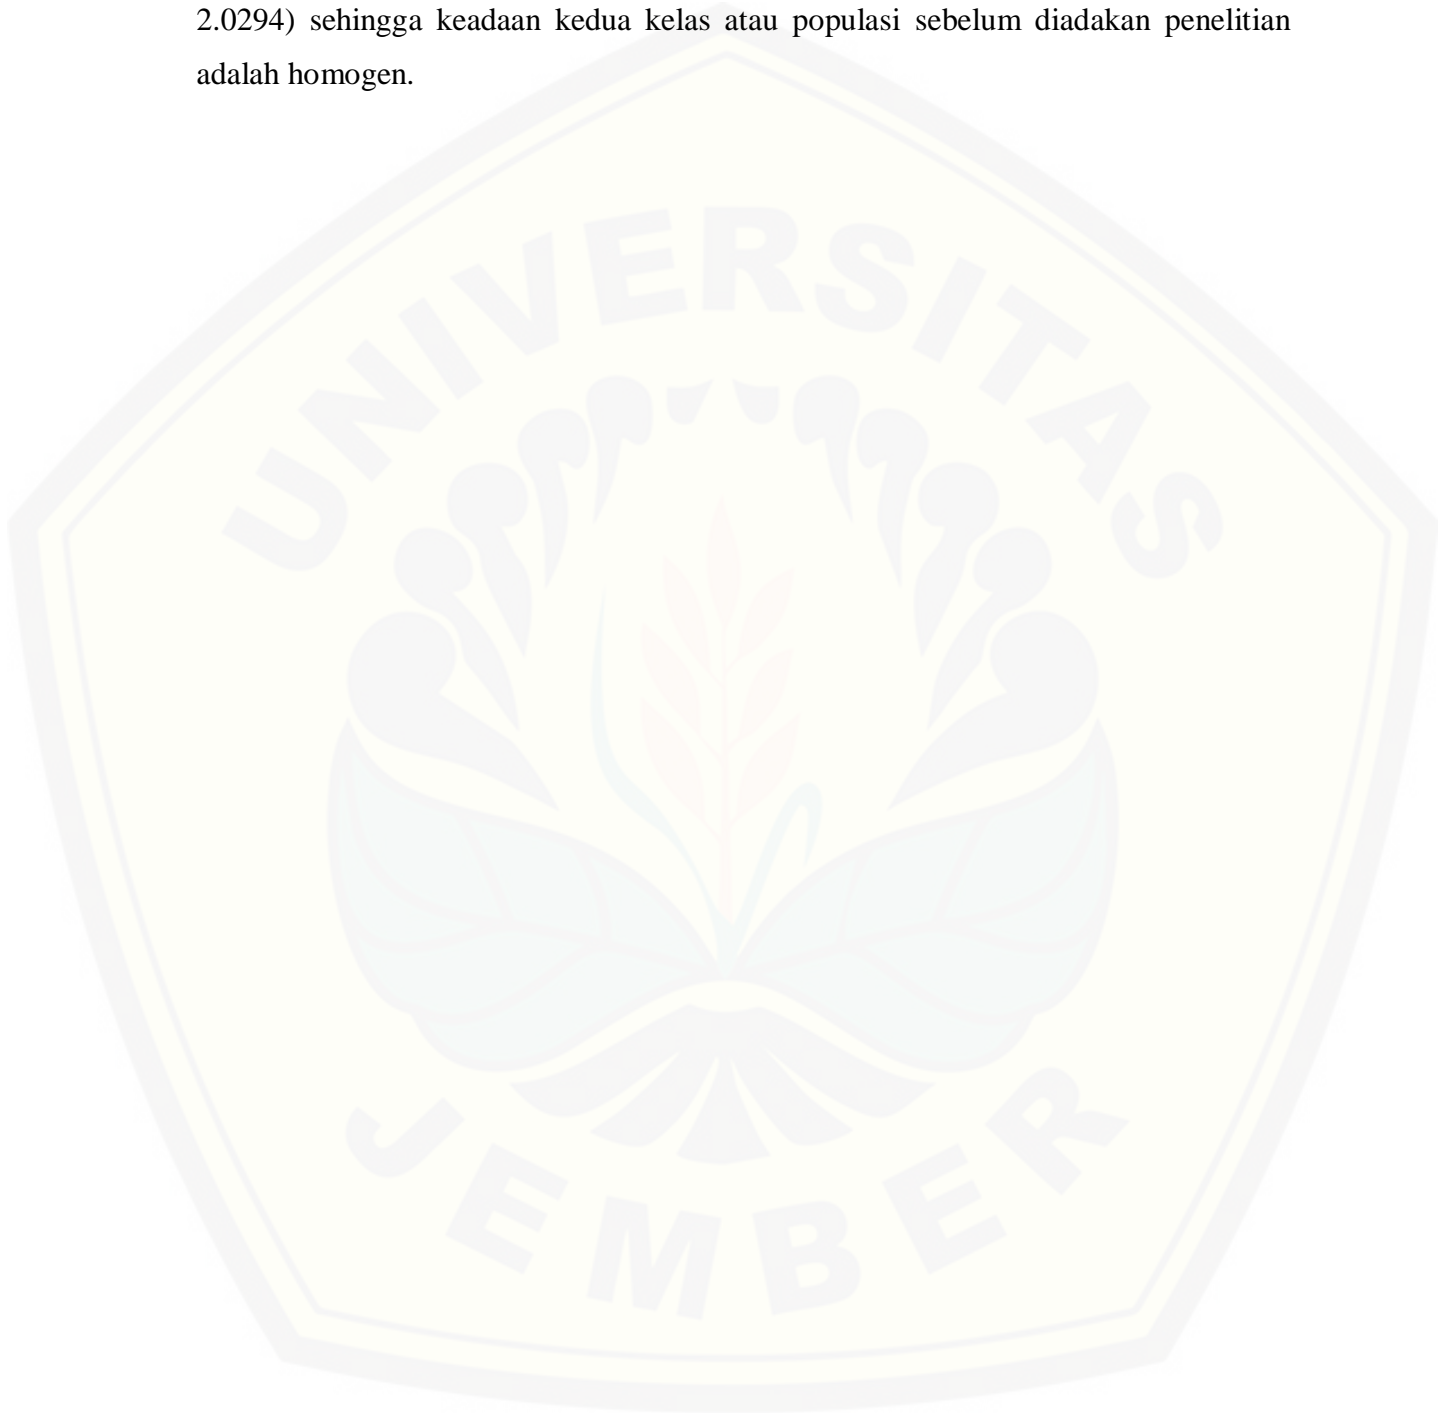 2.0294) sehingga keadaan kedua kelas atau populasi sebelum diadakan penelitian
adalah homogen.
UNIVERSITAS
JEMBER